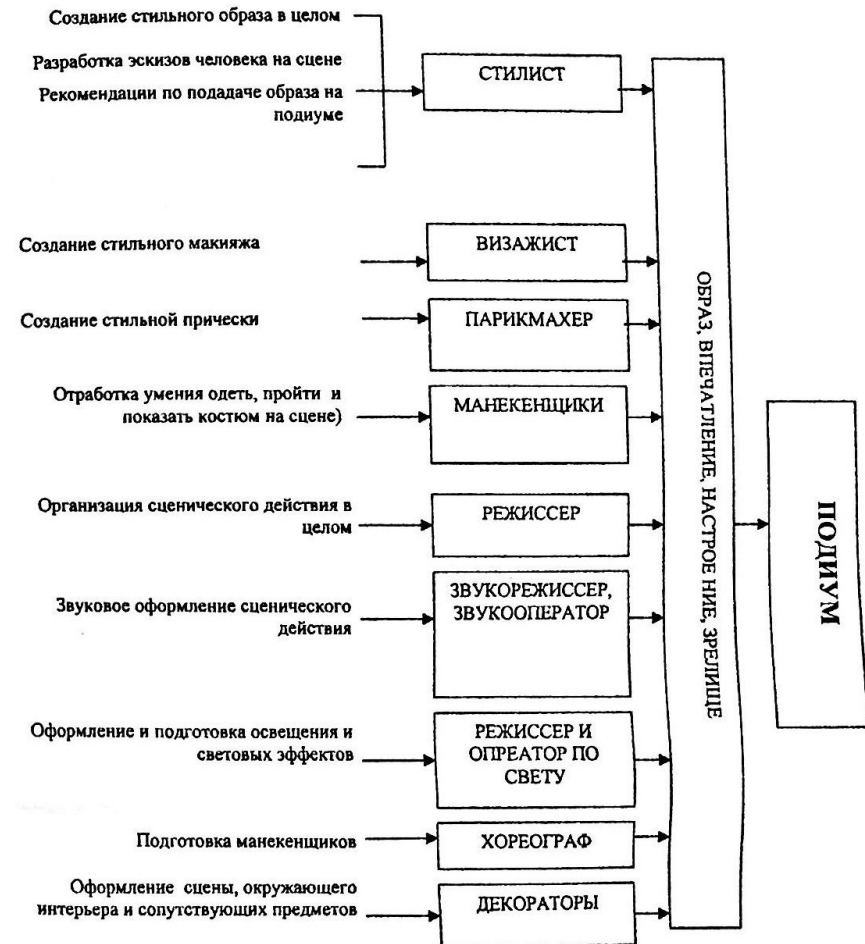 Создание стильного образа в целом
Разработка эскизов человека на сцене
Рекомендации по подадаче образа на
подиуме
СТИЛИСТ
Создание стильного макияжа
ВИЗАЖИСТ
Создание стильной прически
ПАРИКМАХЕР
Отработка умения одеть, пройти и
показать костюм на сцене)
МАНЕКЕНЩИКИ
Организация сценического действия в
целом
РЕЖИССЕР
Звуковое оформление сценического
действия
ЗВУКОРЕЖИССЕР,
ЗВУКООПЕРАТОР
Оформление и подготовка освещения и
световых эффектов
РЕЖИССЕР И
ОПРЕАТОР ПО
СВЕТУ
Подготовка манекенщиков
ХОРЕОГРАФ
Оформление сцены, окружающего
интерьера и сопутствующих предметов
ДЕКОРАТОРЫ
ОБРАЗ, ВПЕЧАТЛЕНИЕ, НАСТРОЕ НИЕ, ЗРЕЛИЩЕ
ПОДИУМ